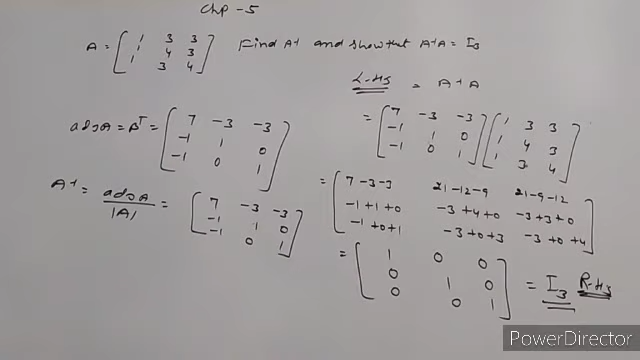 Chp -5
A = [ 1 3 3 Find A⁻¹ and show that A⁻¹A = I₃
1 4 3
1 3 4 ]
adjA = Bᵀ = [ 7 -3 -3
-1 1 0
-1 0 1 ]
A⁻¹ = adjA / |A| = [ 7 -3 -3
-1 1 0
-1 0 1 ]
L.HS = A⁻¹A
= [ 7 -3 -3 ] [ 1 3 3
-1 1 0 1 4 3
-1 0 1 ] 1 3 4 ]
= [ 7-3-3 21-12-9 21-9-12
-1+1+0 -3+4+0 -3+3+0
-1+0+1 -3+0+3 -3+0+4 ]
= [ 1 0 0
0 1 0
0 0 1 ] = I₃ R.HS
PowerDirector